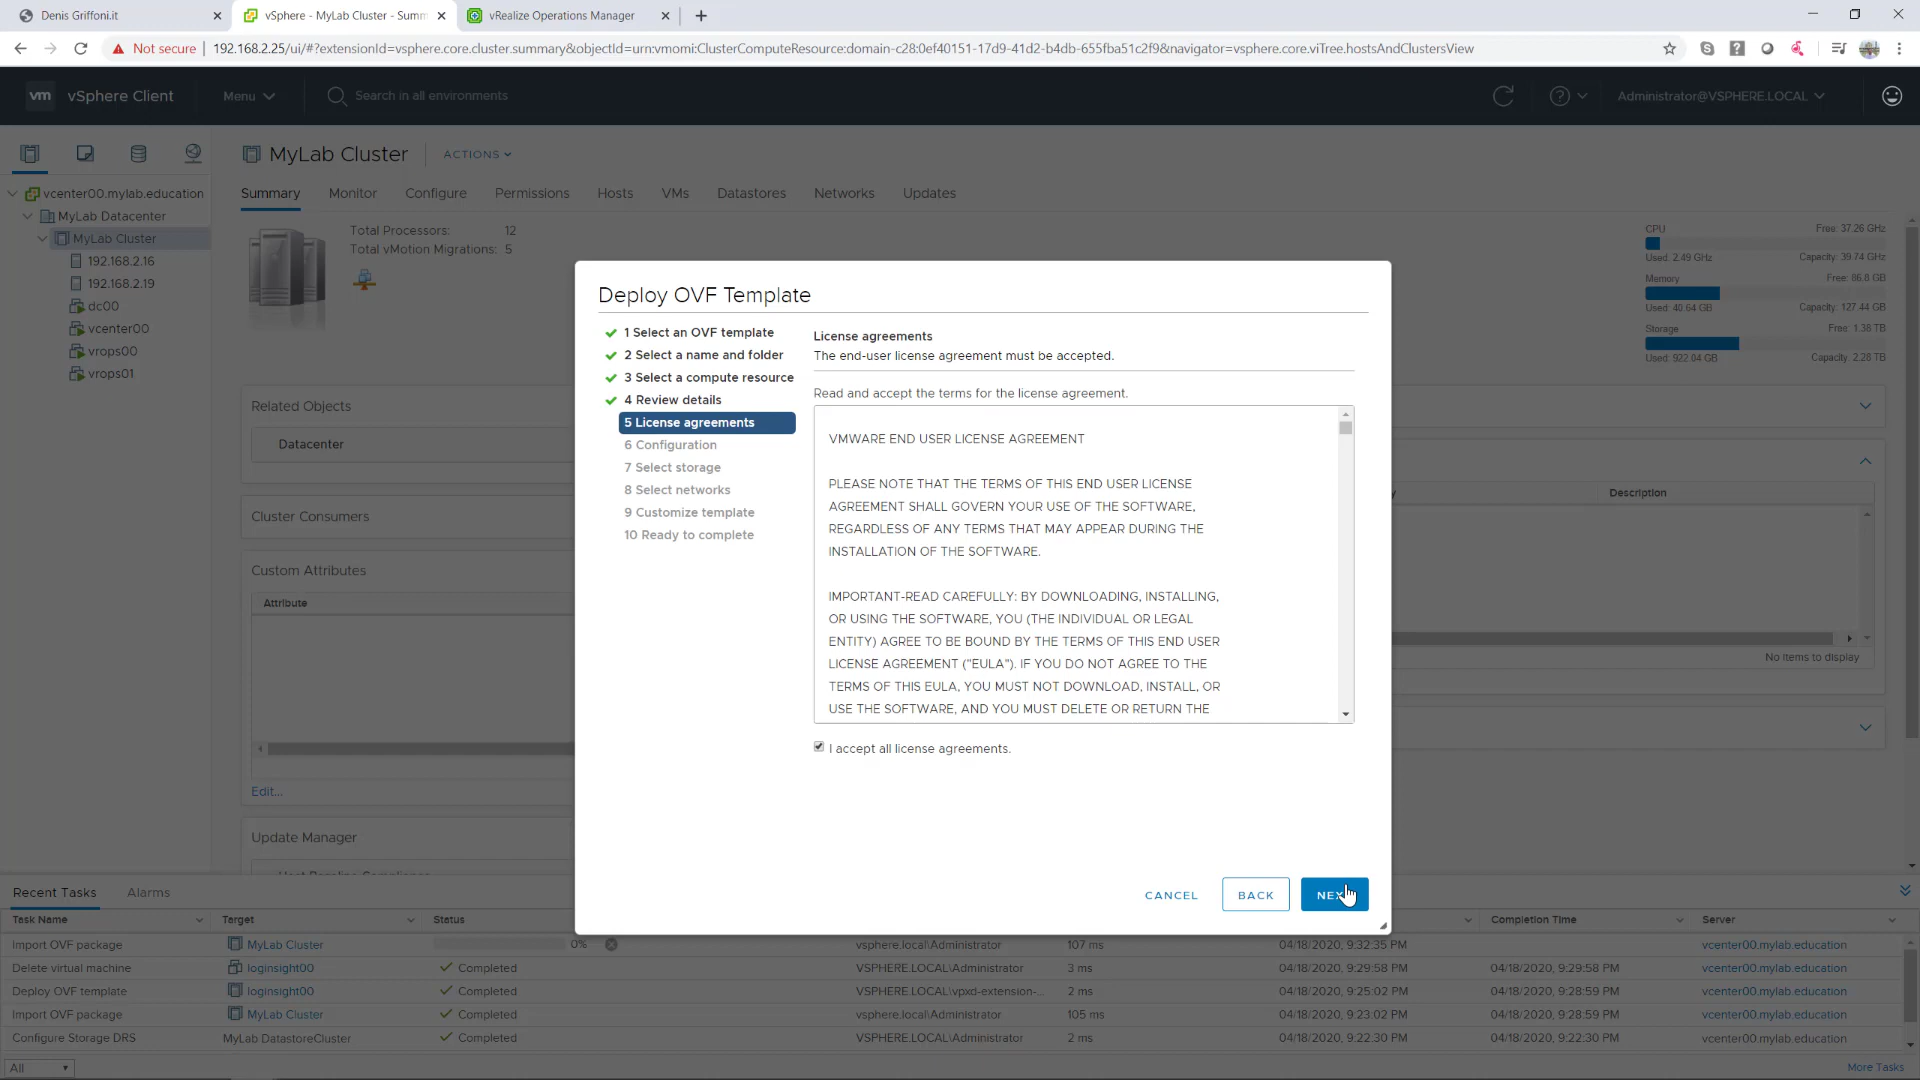 Denis Griffoni.it
vSphere - MyLab Cluster - Summ
vRealize Operations Manager
Not secure
192.168.2.25/ui/#?extensionId=vsphere.core.cluster.summary&objectId=urn:vmomi:ClusterComputeResource:domain-c28:0ef40151-17d9-41d2-b4db-655fba51c2f9&navigator=vsphere.core.viTree.hostsAndClustersView
vm vSphere Client
Menu
Search in all environments
Administrator@VSPHERE.LOCAL
MyLab Cluster
ACTIONS
Summary Monitor Configure Permissions Hosts VMs Datastores Networks Updates
vcenter00.mylab.education
MyLab Datacenter
MyLab Cluster
192.168.2.16
192.168.2.19
dc00
vcenter00
vrops00
vrops01
Total Processors: 12
Total vMotion Migrations: 5
CPU Free: 37.26 GHz
Used: 2.49 GHz Capacity: 39.74 GHz
Memory Free: 86.8 GB
Used: 40.64 GB Capacity: 127.44 GB
Storage Free: 1.38 TB
Used: 922.04 GB Capacity: 2.28 TB
Related Objects
Datacenter
Cluster Consumers
Custom Attributes
Attribute
Edit...
Update Manager
Description
No items to display
Deploy OVF Template
1 Select an OVF template
2 Select a name and folder
3 Select a compute resource
4 Review details
5 License agreements
6 Configuration
7 Select storage
8 Select networks
9 Customize template
10 Ready to complete
License agreements
The end-user license agreement must be accepted.
Read and accept the terms for the license agreement.
VMWARE END USER LICENSE AGREEMENT
PLEASE NOTE THAT THE TERMS OF THIS END USER LICENSE
AGREEMENT SHALL GOVERN YOUR USE OF THE SOFTWARE,
REGARDLESS OF ANY TERMS THAT MAY APPEAR DURING THE
INSTALLATION OF THE SOFTWARE.
IMPORTANT-READ CAREFULLY: BY DOWNLOADING, INSTALLING,
OR USING THE SOFTWARE, YOU (THE INDIVIDUAL OR LEGAL
ENTITY) AGREE TO BE BOUND BY THE TERMS OF THIS END USER
LICENSE AGREEMENT ("EULA"). IF YOU DO NOT AGREE TO THE
TERMS OF THIS EULA, YOU MUST NOT DOWNLOAD, INSTALL, OR
USE THE SOFTWARE, AND YOU MUST DELETE OR RETURN THE
I accept all license agreements.
CANCEL BACK
Recent Tasks Alarms
Task Name Target Status Completion Time Server
Import OVF package MyLab Cluster 0% vsphere.local\Administrator 107 ms 04/18/2020, 9:32:35 PM vcenter00.mylab.education
Delete virtual machine loginsight00 Completed VSPHERE.LOCAL\Administrator 3 ms 04/18/2020, 9:29:58 PM 04/18/2020, 9:29:58 PM vcenter00.mylab.education
Deploy OVF template loginsight00 Completed VSPHERE.LOCAL\vpxd-extension-... 2 ms 04/18/2020, 9:25:02 PM 04/18/2020, 9:28:59 PM vcenter00.mylab.education
Import OVF package MyLab Cluster Completed vsphere.local\Administrator 105 ms 04/18/2020, 9:23:02 PM 04/18/2020, 9:28:59 PM vcenter00.mylab.education
Configure Storage DRS MyLab DatastoreCluster Completed VSPHERE.LOCAL\Administrator 2 ms 04/18/2020, 9:22:30 PM 04/18/2020, 9:22:30 PM vcenter00.mylab.education
All
More Tasks